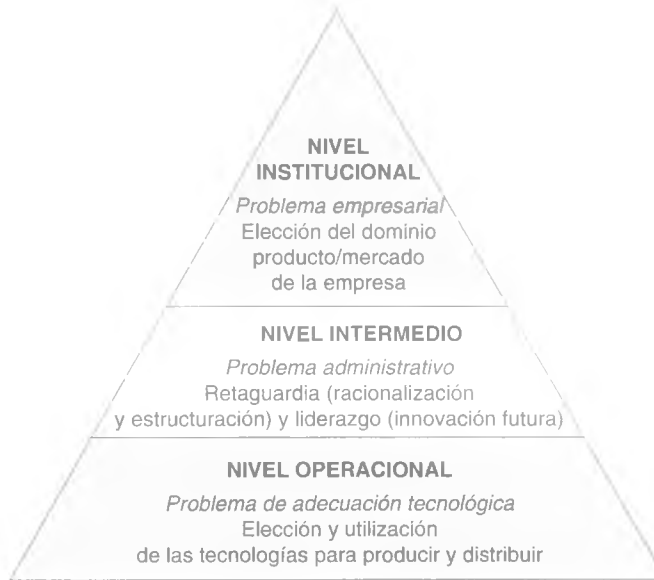 NIVEL
INSTITUCIONAL
Problema empresarial
Elección del dominio
producto/mercado
de la empresa
NIVEL INTERMEDIO
Problema administrativo
Retaguardia (racionalización
y estructuración) y liderazgo (innovación futura)
NIVEL OPERACIONAL
Problema de adecuación tecnológica
Elección y utilización
de las tecnologías para producir y distribuir